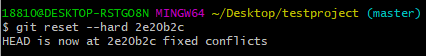 18810@DESKTOP-RSTGO8N MINGW64 ~/Desktop/testproject (master)
$ git reset --hard 2e20b2c
HEAD is now at 2e20b2c fixed conflicts